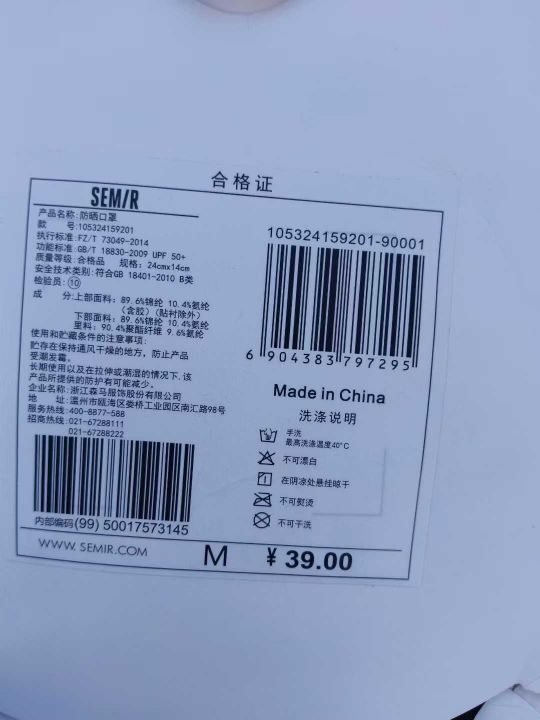 合格证
SEM/R
产品名称:防晒口罩
款 号:105324159201
执行标准:FZ/T 73049-2014
功能标准:GB/T 18830-2009 UPF 50+
质量等级:合格品 规格: 24cm×14cm
安全技术类别:符合GB 18401-2010 B类
检验员:⑩
成 分:上部面料: 89.6%锦纶 10.4%氨纶
(含胶)(贴衬除外)
下部面料: 89.6%锦纶 10.4%氨纶
里料: 90.4%聚酯纤维 9.6%氨纶
使用和贮藏条件的注意事项:
贮存在保持通风干燥的地方, 防止产品
受潮发霉。
长期使用以及在拉伸或潮湿的情况下, 该
产品所提供的防护有可能减少。
企业名称:浙江森马服饰股份有限公司
地 址:温州市瓯海区娄桥工业园区南汇路98号
服务热线:400-8877-588
招商热线:021-67288111
021-67288222
内部编码(99) 50017573145
105324159201-90001
6 904383 797295
Made in China
洗涤说明
手洗
最高洗涤温度40°C
不可漂白
在阴凉处悬挂晾干
不可熨烫
不可干洗
WWW.SEMIR.COM M ¥ 39.00